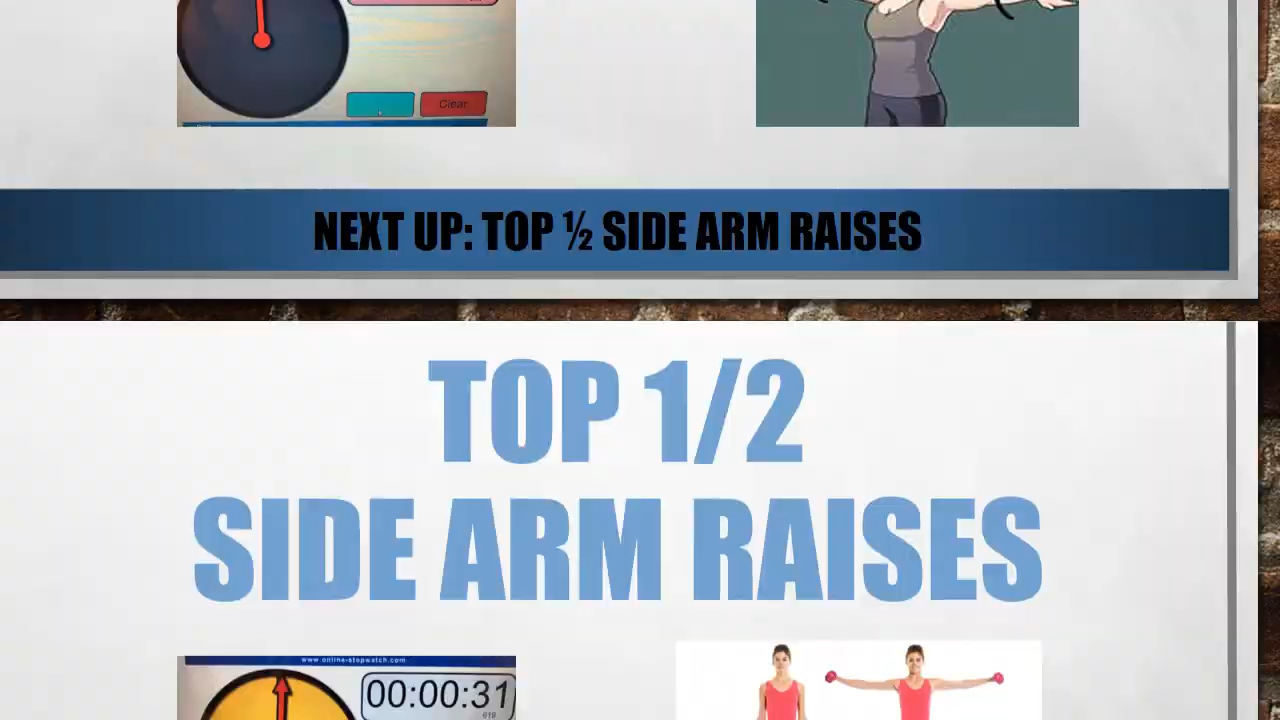 Clear
NEXT UP: TOP ½ SIDE ARM RAISES
TOP 1/2
SIDE ARM RAISES
www.online-stopwatch.com
00:00:31